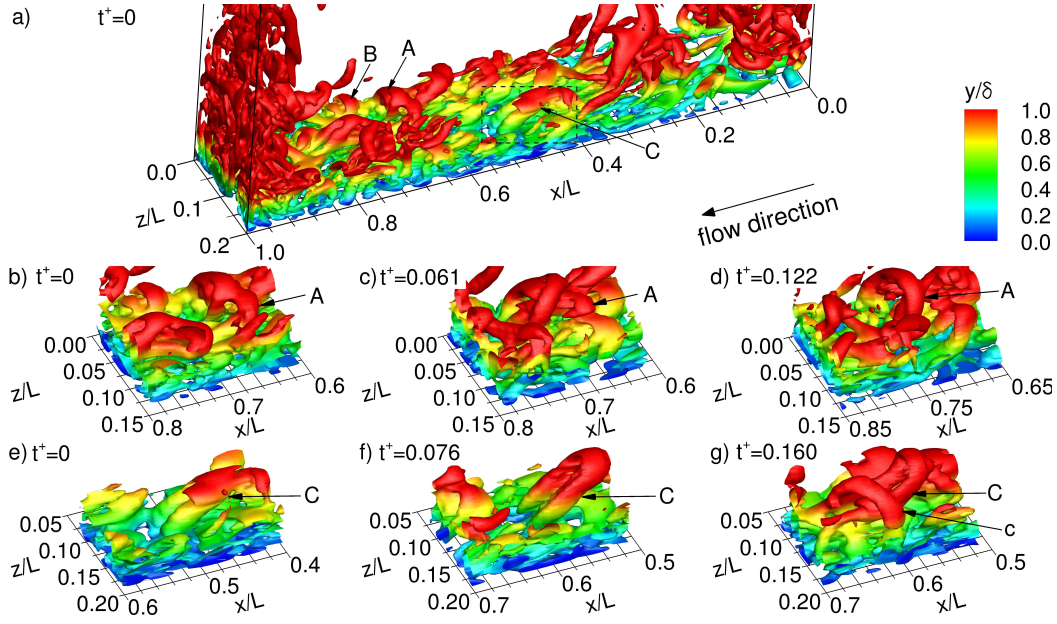 a) t⁺=0
B A
C
0.0
0.1
0.2
z/L
1.0
0.8
0.6
0.4
0.2
0.0
x/L
flow direction
y/δ
1.0
0.8
0.6
0.4
0.2
0.0
b) t⁺=0
A
0.00
0.05
0.10
0.15
z/L
0.8
0.7
0.6
x/L
c) t⁺=0.061
A
0.00
0.05
0.10
0.15
z/L
0.8
0.7
0.6
x/L
d) t⁺=0.122
A
0.00
0.05
0.10
0.15
z/L
0.85
0.75
0.65
x/L
e) t⁺=0
C
0.05
0.10
0.15
0.20
z/L
0.6
0.5
0.4
x/L
f) t⁺=0.076
C
0.05
0.10
0.15
0.20
z/L
0.7
0.6
0.5
x/L
g) t⁺=0.160
C
c
0.05
0.10
0.15
0.20
z/L
0.7
0.6
0.5
x/L